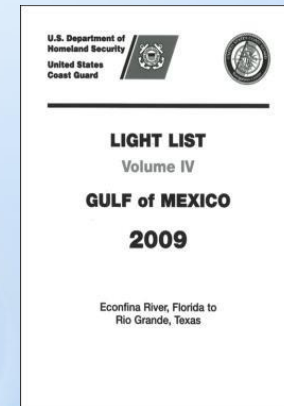 U.S. Department of
Homeland Security
United States
Coast Guard
LIGHT LIST
Volume IV
GULF of MEXICO
2009
Econfina River, Florida to
Rio Grande, Texas